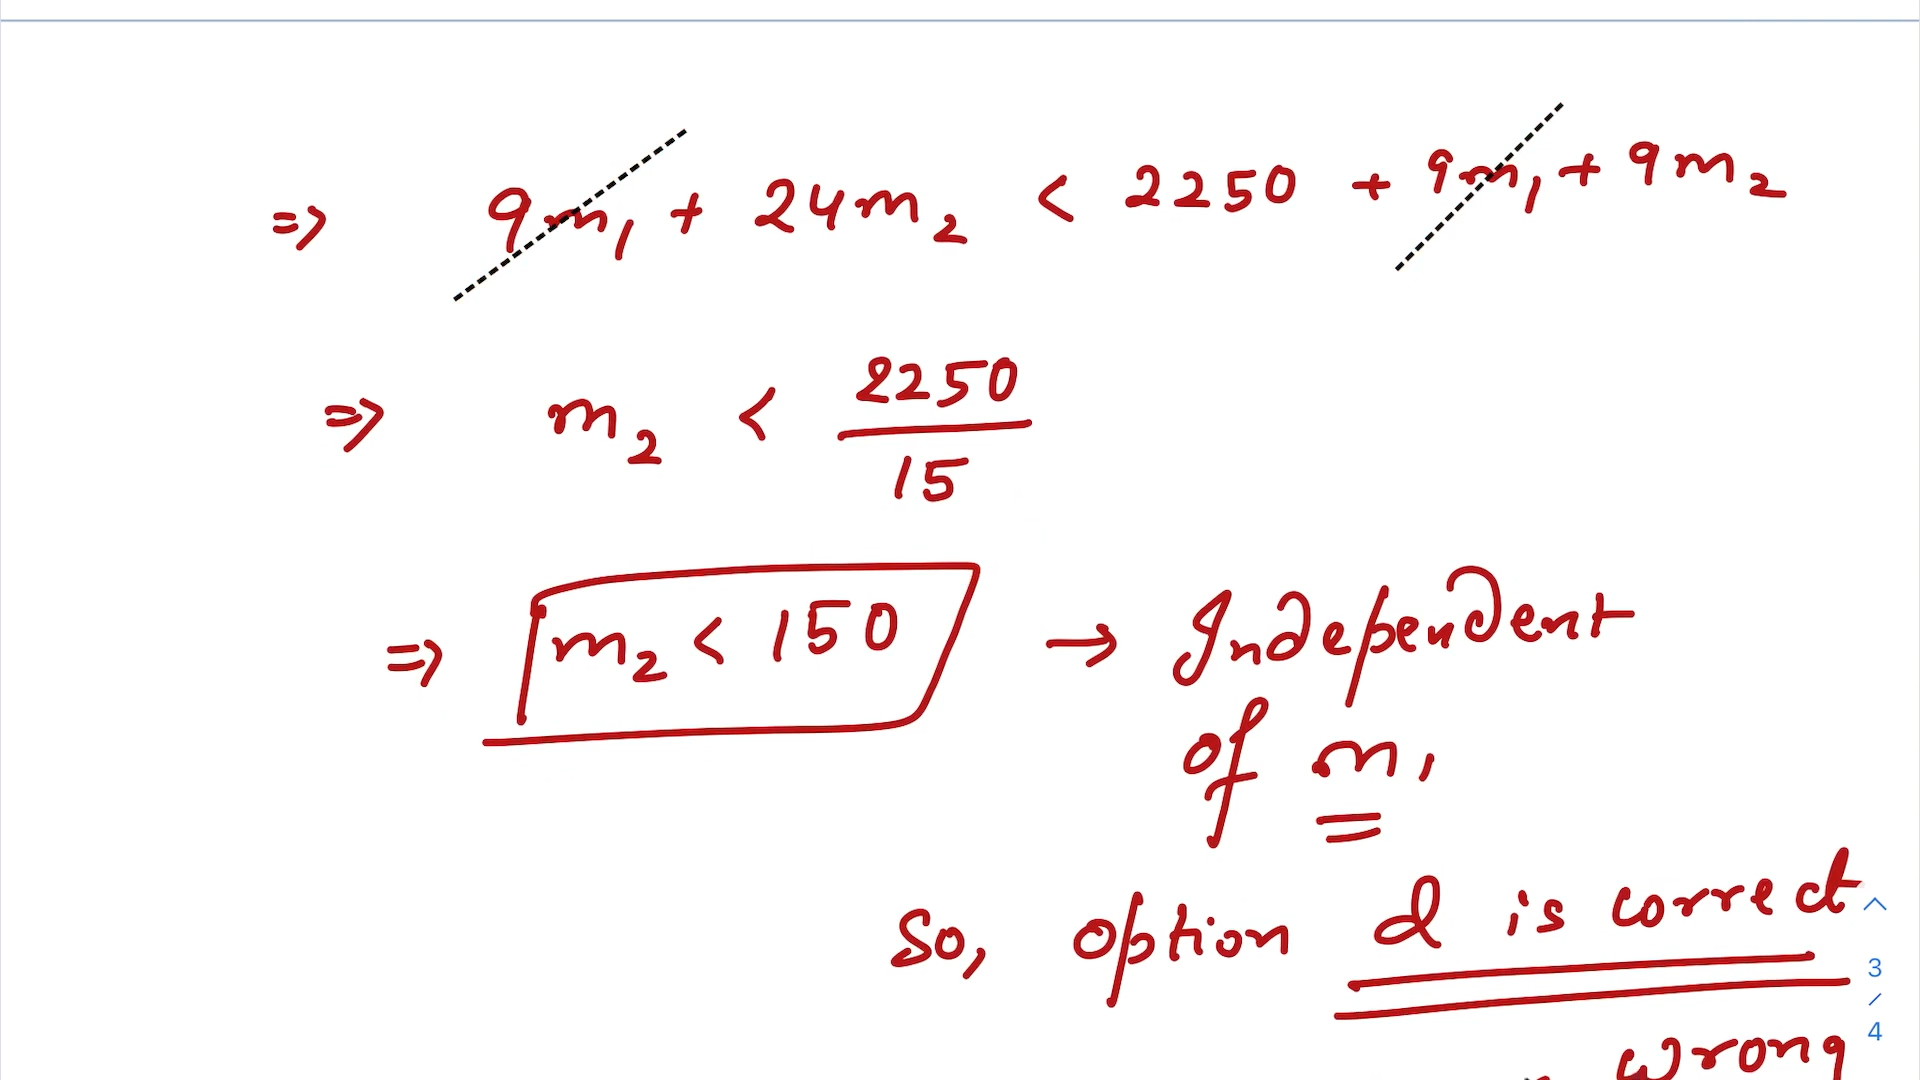 => 9m₁ + 24m₂ < 2250 + 9m₁ + 9m₂
=> m₂ < 2250/15
=> m₂ < 150 → Independent
of m₁
So, option d is correct
wrong
3
/
4